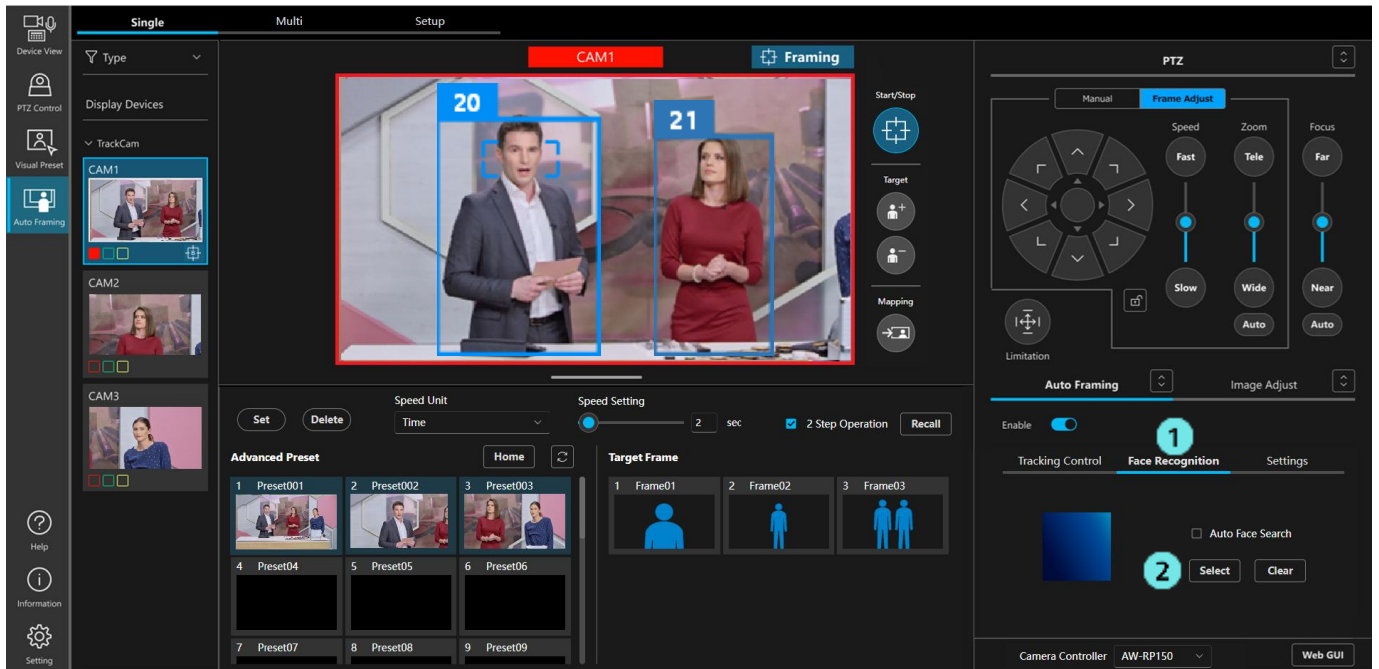 Device View
PTZ Control
Visual Preset
Auto Framing
Help
Information
Setting
Single Multi Setup
Type
Display Devices
TrackCam
CAM1
CAM2
CAM3
CAM1 Framing
20
21
Start/Stop
Target
Mapping
Set Delete
Speed Unit
Time
Speed Setting
2 sec
2 Step Operation
Recall
Advanced Preset Home
1 Preset001 2 Preset002 3 Preset003
4 Preset04 5 Preset05 6 Preset06
7 Preset07 8 Preset08 9 Preset09
Target Frame
1 Frame01 2 Frame02 3 Frame03
PTZ
Manual Frame Adjust
Speed Zoom Focus
Fast Tele Far
Slow Wide Near
Auto Auto
Limitation
Auto Framing Image Adjust
Enable
1
Tracking Control Face Recognition Settings
Auto Face Search
2 Select Clear
Camera Controller AW-RP150 Web GUI